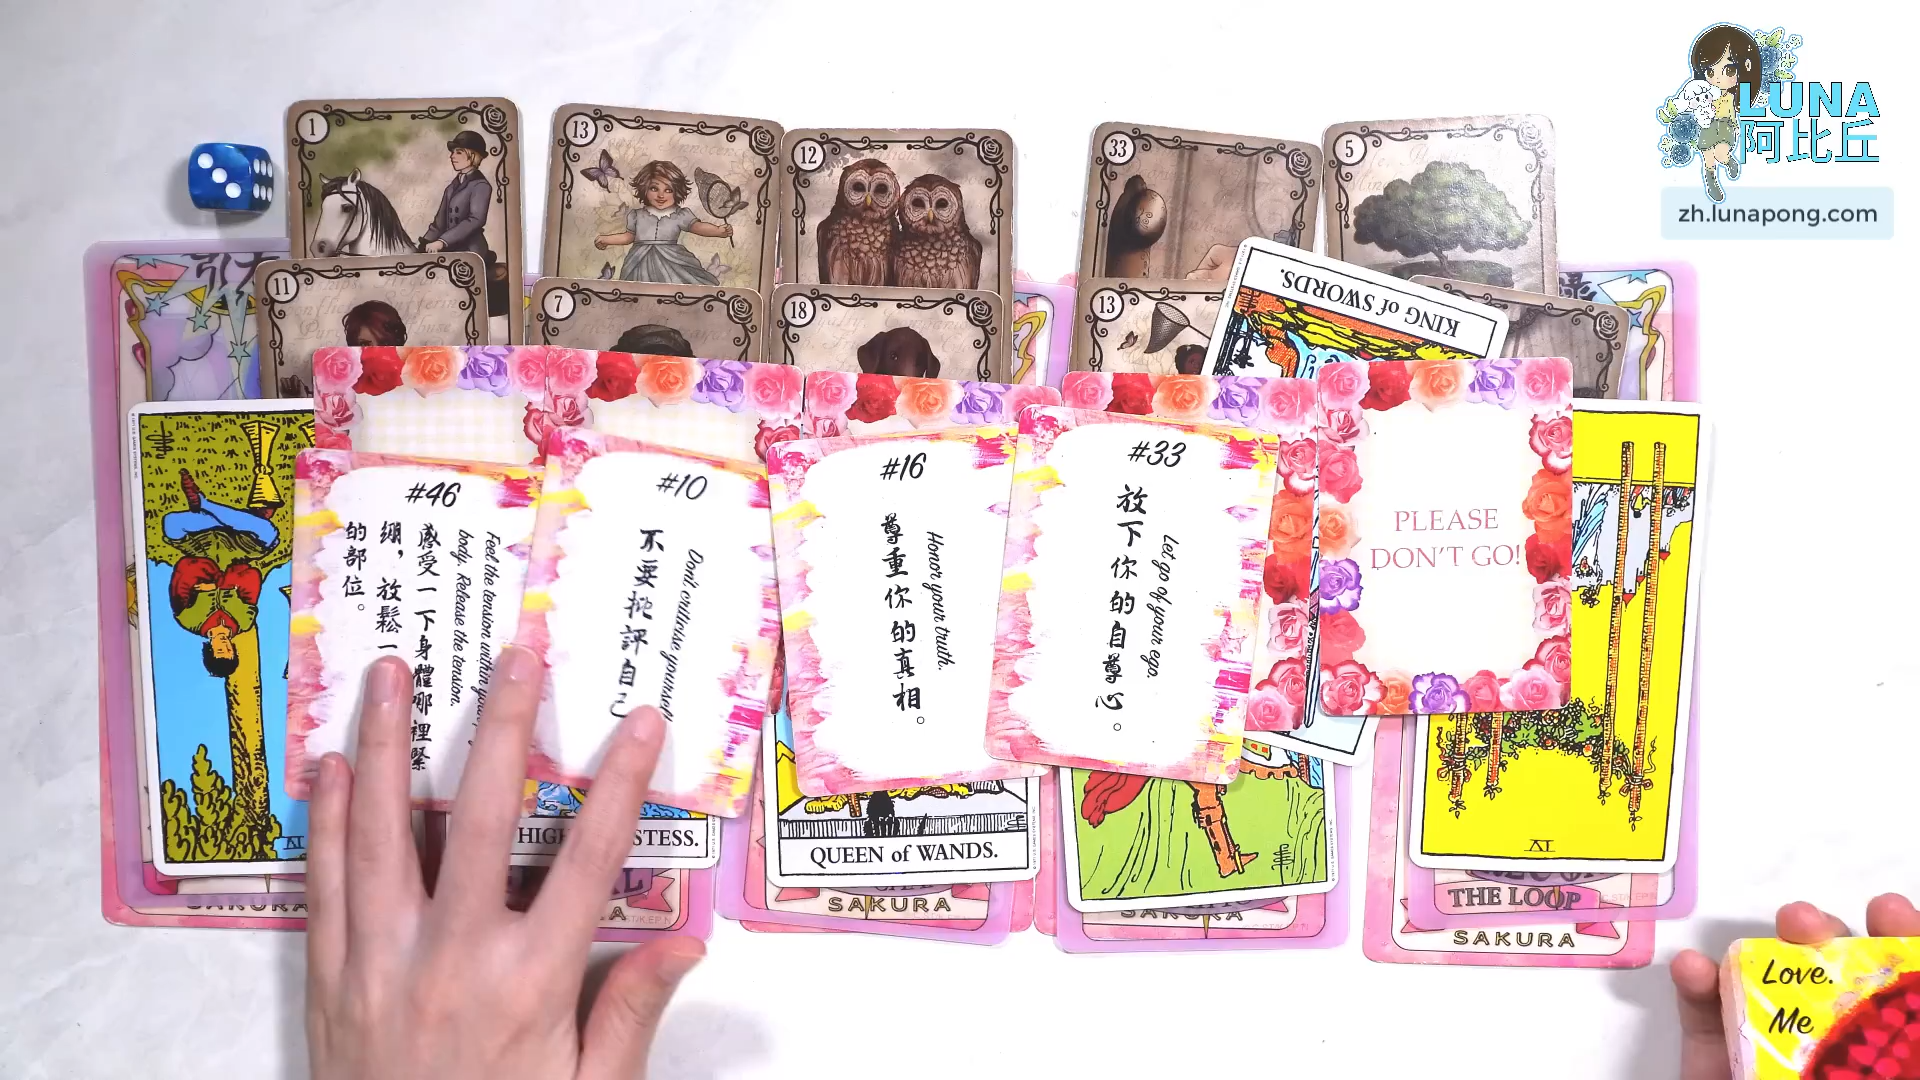 LUNA
阿比丘
zh.lunapong.com
1
13
12
33
5
11
7
18
13
KING of SWORDS.
#46
Feel the tension within your
body. Release the tension.
感受一下身體哪裡緊
繃，放鬆一
的部位。
#10
Don't criticise yourself
不要批評自己
#16
Honor your truth.
尊重你的真相。
#33
Let go of your ego.
放下你的自尊心。
PLEASE
DON'T GO!
QUEEN of WANDS.
VI
VI
THE LOOP
SAKURA
SAKURA
SAKURA
SAKURA
Love.
Me